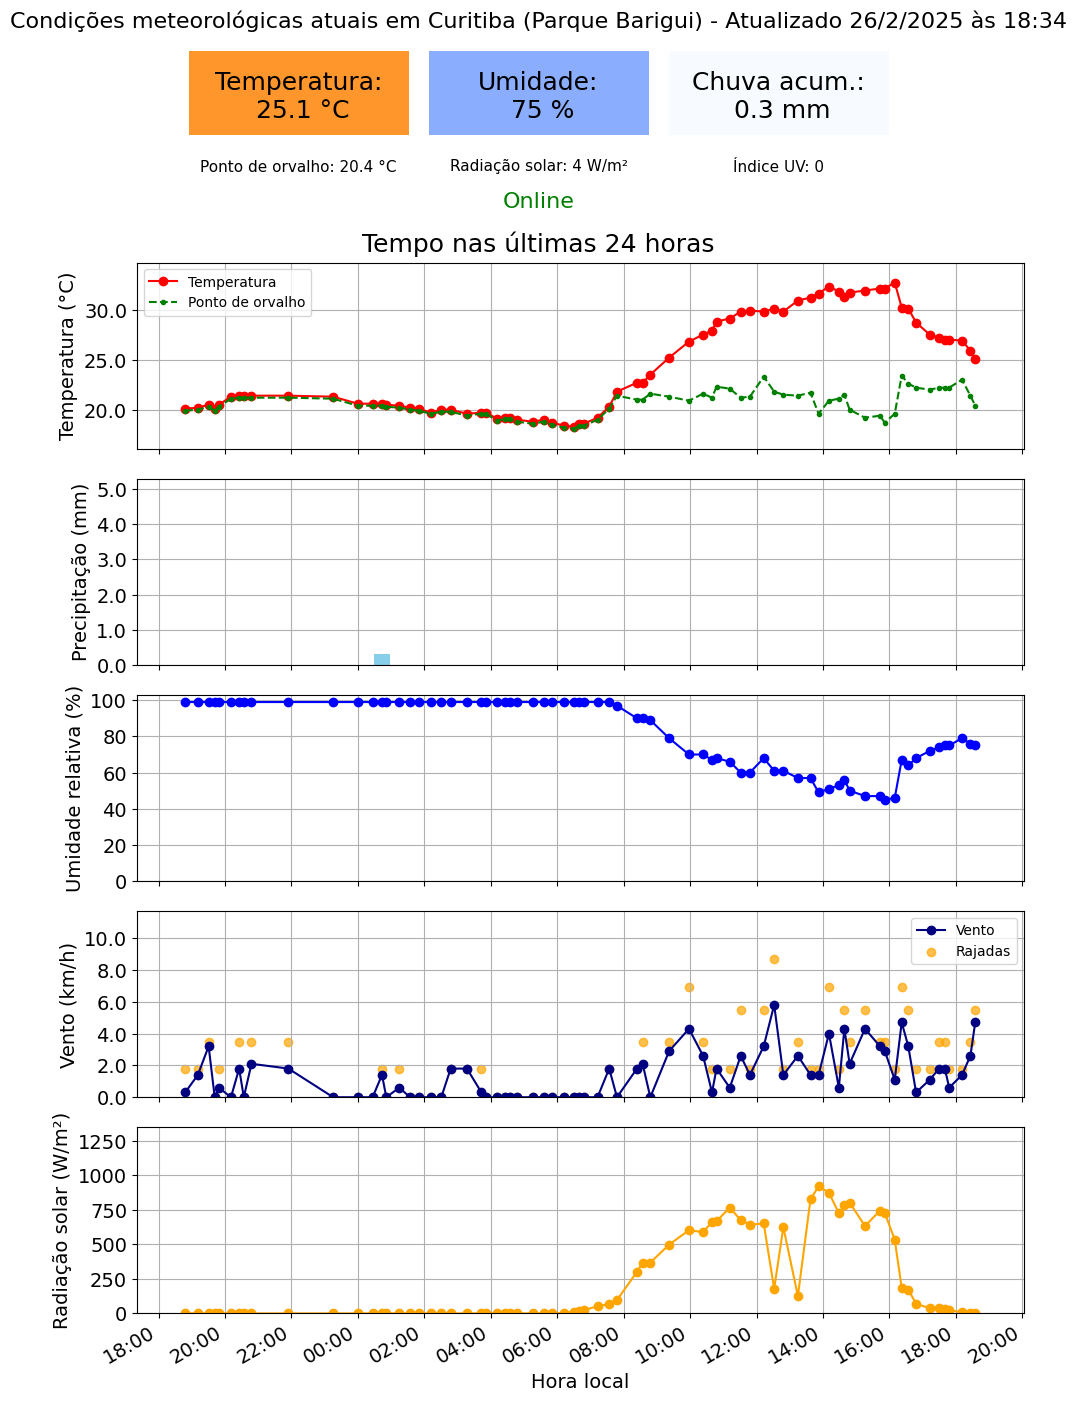 Condições meteorológicas atuais em Curitiba (Parque Barigui) - Atualizado 26/2/2025 às 18:34
Temperatura:
25.1 °C
Umidade:
75 %
Chuva acum.:
0.3 mm
Ponto de orvalho: 20.4 °C
Radiação solar: 4 W/m²
Índice UV: 0
Online
Tempo nas últimas 24 horas
Temperatura (°C)
30.0
25.0
20.0
Temperatura
Ponto de orvalho
Precipitação (mm)
5.0
4.0
3.0
2.0
1.0
0.0
Umidade relativa (%)
100
80
60
40
20
0
Vento (km/h)
10.0
8.0
6.0
4.0
2.0
0.0
Vento
Rajadas
Radiação solar (W/m²)
1250
1000
750
500
250
0
18:00
20:00
22:00
00:00
02:00
04:00
06:00
08:00
10:00
12:00
14:00
16:00
18:00
20:00
Hora local